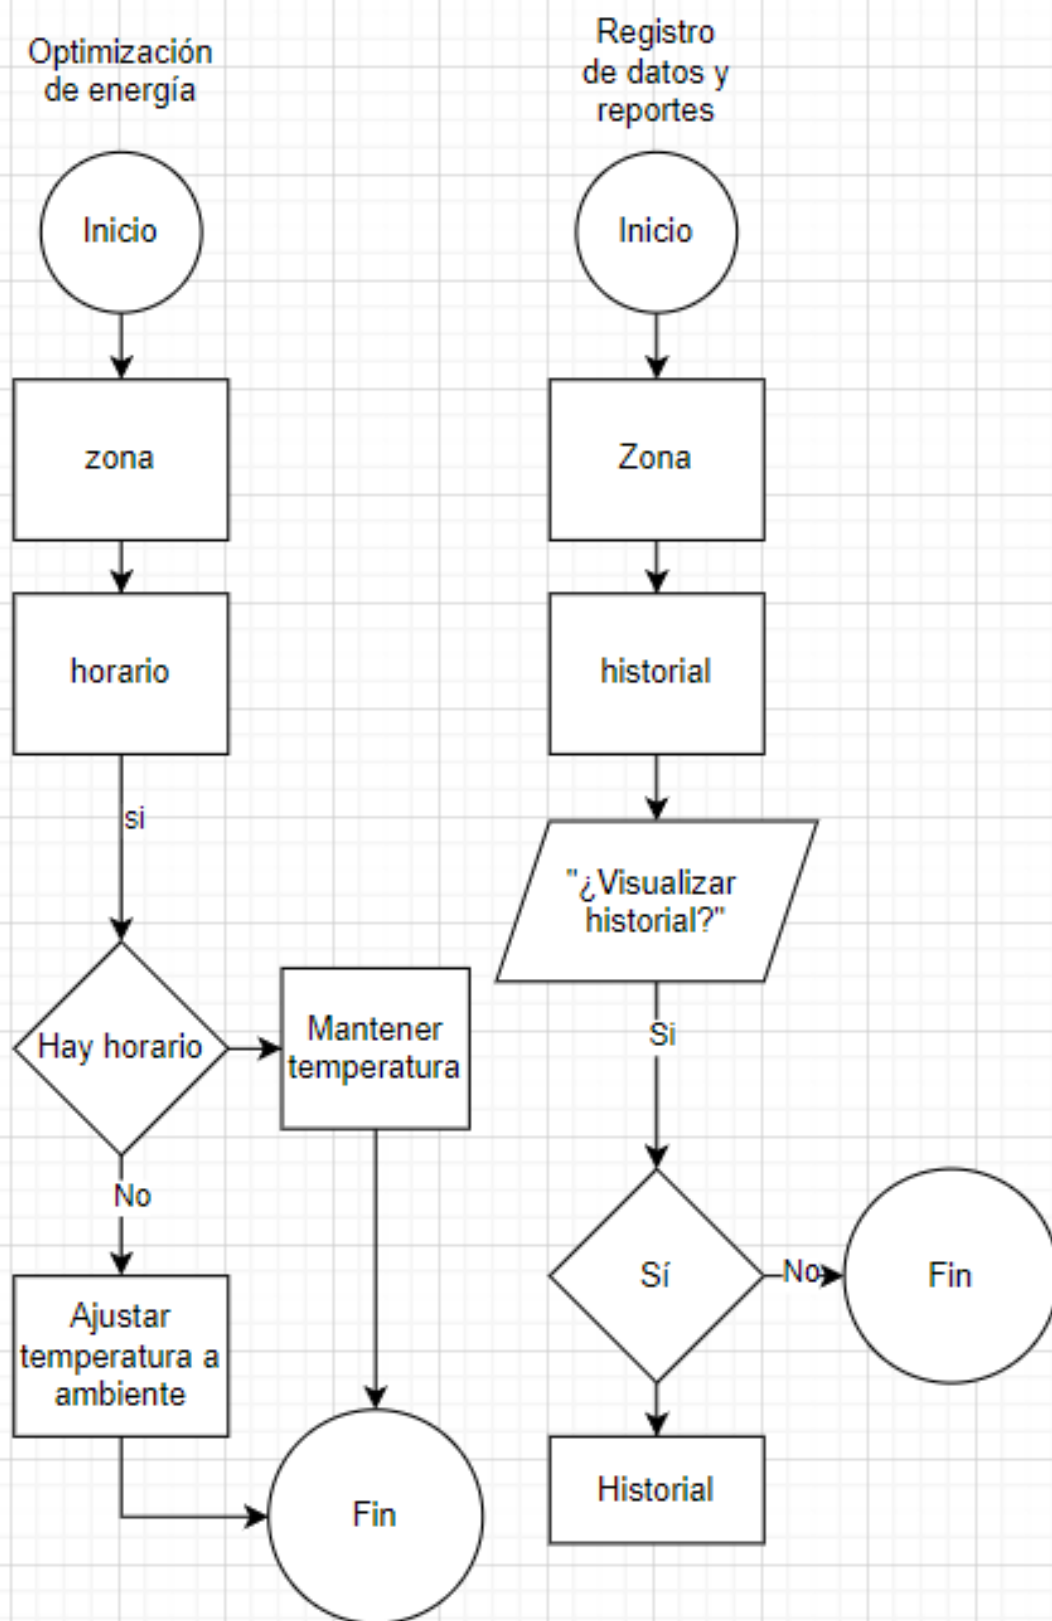 Optimización
de energía
Inicio
zona
horario
si
Hay horario
Mantener
temperatura
No
Ajustar
temperatura a
ambiente
Fin
Registro
de datos y
reportes
Inicio
Zona
historial
"¿Visualizar
historial?"
Si
Sí
No
Fin
Historial